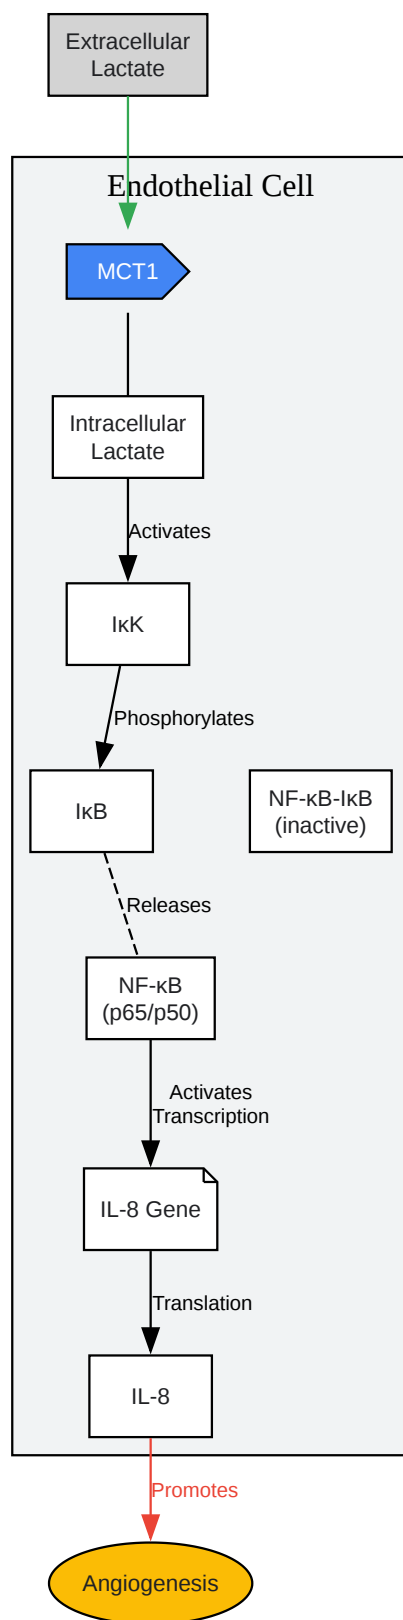 Extracellular
Lactate
Endothelial Cell
MCT1
Intracellular
Lactate
Activates
IκK
Phosphorylates
IκB
NF-κB-IκB
(inactive)
Releases
NF-κB
(p65/p50)
Activates
Transcription
IL-8 Gene
Translation
IL-8
Promotes
Angiogenesis